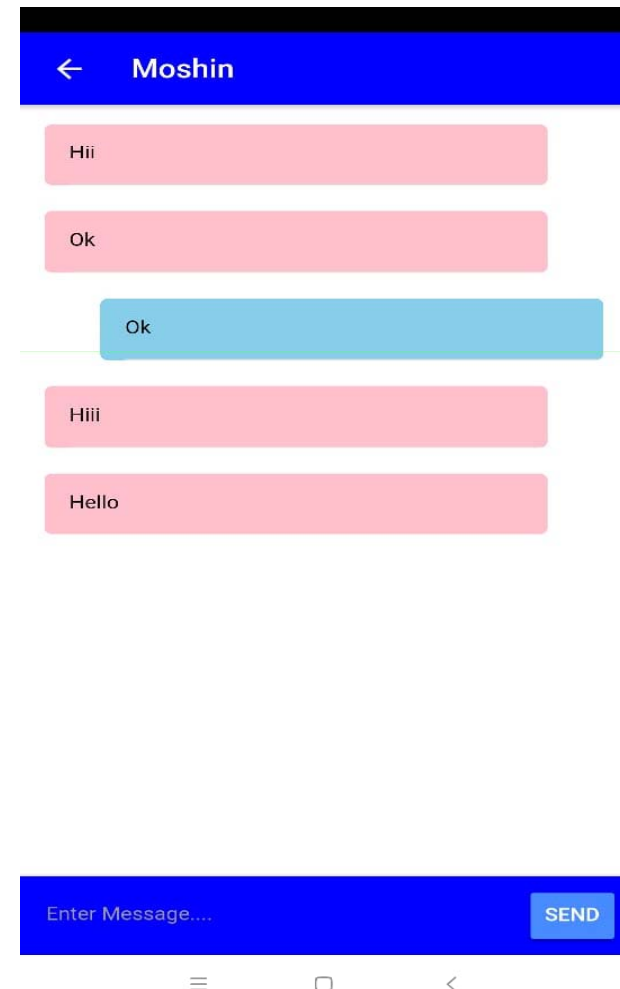 Moshin
Hii
Ok
Ok
Hiii
Hello
Enter Message....
SEND